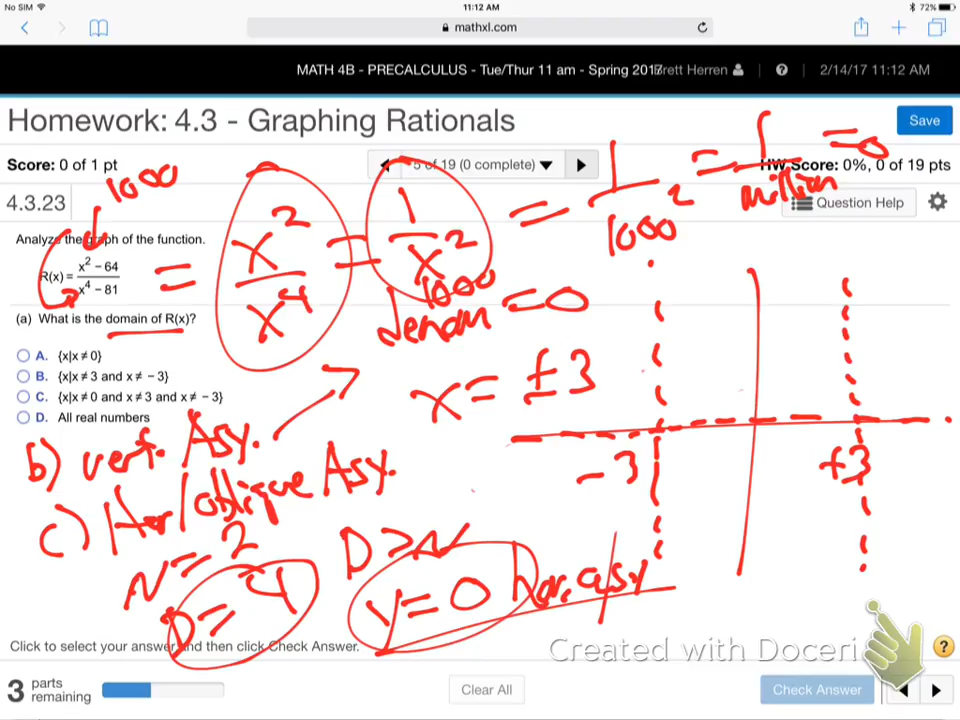 No SIM 11:12 AM 72%
mathxl.com
MATH 4B - PRECALCULUS - Tue/Thur 11 am - Spring 2017 Brett Herren ? 2/14/17 11:12 AM
Homework: 4.3 - Graphing Rationals Save
Score: 0 of 1 pt 5 of 19 (0 complete) HW Score: 0%, 0 of 19 pts
4.3.23 Question Help
1000
Analyze the graph of the function.
R(x) = x² - 64 / x⁴ - 81 = x² / x⁴ = 1 / x² = 1 / 1000² = 1 / million = 0
1000
denom = 0
(a) What is the domain of R(x)?
A. {x|x ≠ 0}
B. {x|x ≠ 3 and x ≠ - 3}
C. {x|x ≠ 0 and x ≠ 3 and x ≠ - 3}
D. All real numbers
x = ±3
b) vert. Asy.
-3 +3
c) Hor/oblique Asy.
N = 2 D > N
D = 4 y = 0 Hor. asy
Click to select your answer and then click Check Answer. ?
Created with Doceri
3 parts remaining Clear All Check Answer